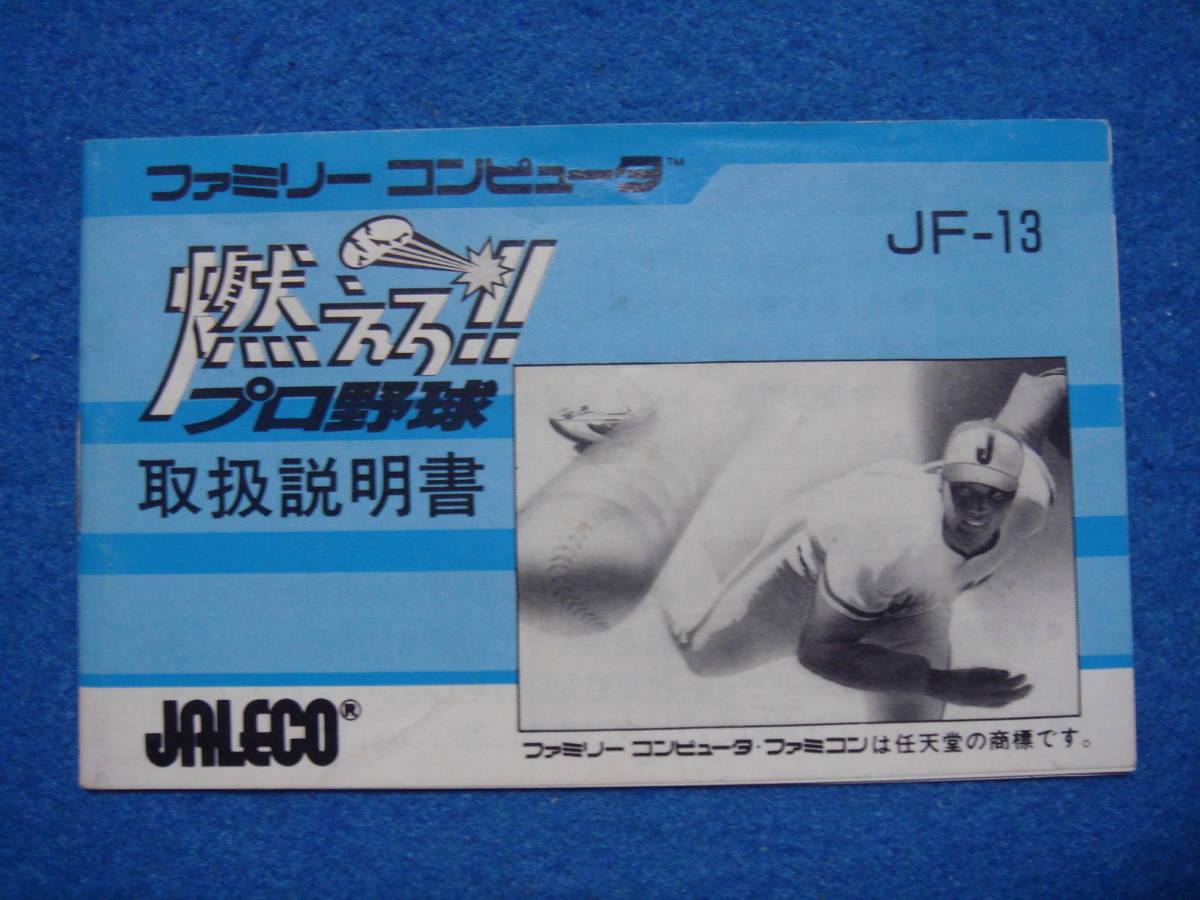 ファミリー コンピュータ™
JF-13
燃えろ!!
プロ野球
取扱説明書
J
JALECO®
ファミリー コンピュータ・ファミコンは任天堂の商標です。